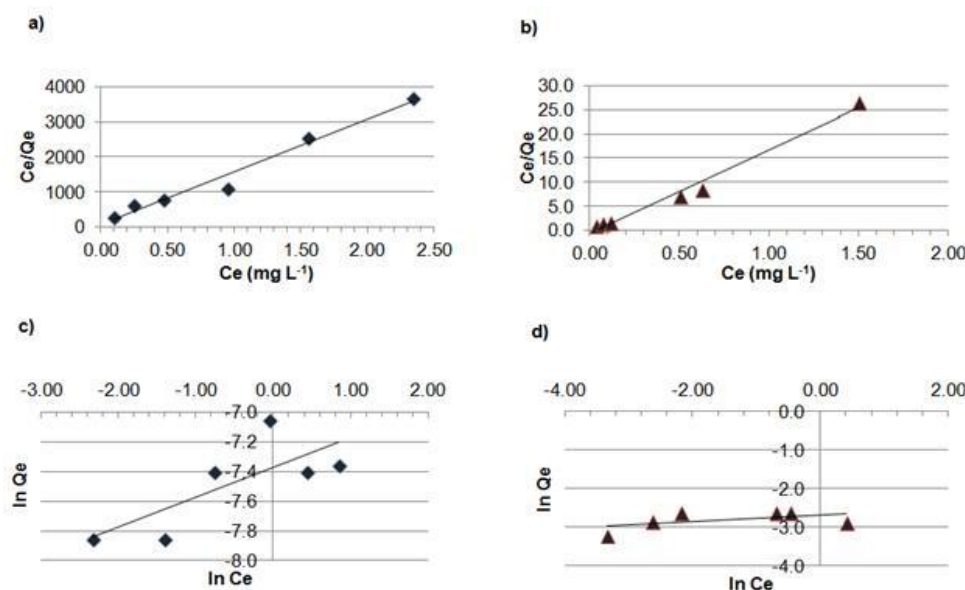 a)
4000
3000
2000
1000
0
Ce/Qe
0.00 0.50 1.00 1.50 2.00 2.50
Ce (mg L-1)
b)
30.0
25.0
20.0
15.0
10.0
5.0
0.0
Ce/Qe
0.00 0.50 1.00 1.50 2.00
Ce (mg L-1)
c)
-3.00 -2.00 -1.00 0.00 1.00 2.00
-7.0
-7.2
-7.4
-7.6
-7.8
-8.0
ln Qe
ln Ce
d)
-4.00 -2.00 0.00 2.00
0.0
-1.0
-2.0
-3.0
-4.0
ln Qe
ln Ce